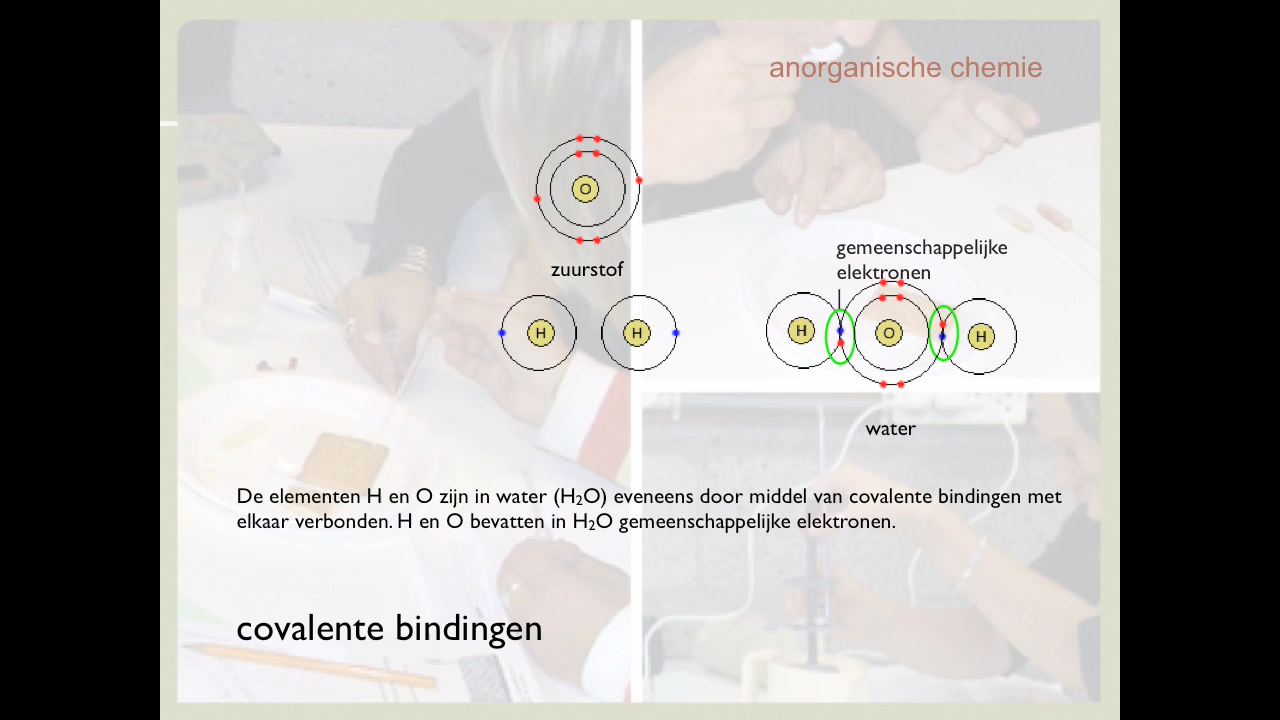 anorganische chemie
O
zuurstof
H H
gemeenschappelijke
elektronen
H O H
water
De elementen H en O zijn in water (H₂O) eveneens door middel van covalente bindingen met
elkaar verbonden. H en O bevatten in H₂O gemeenschappelijke elektronen.
covalente bindingen